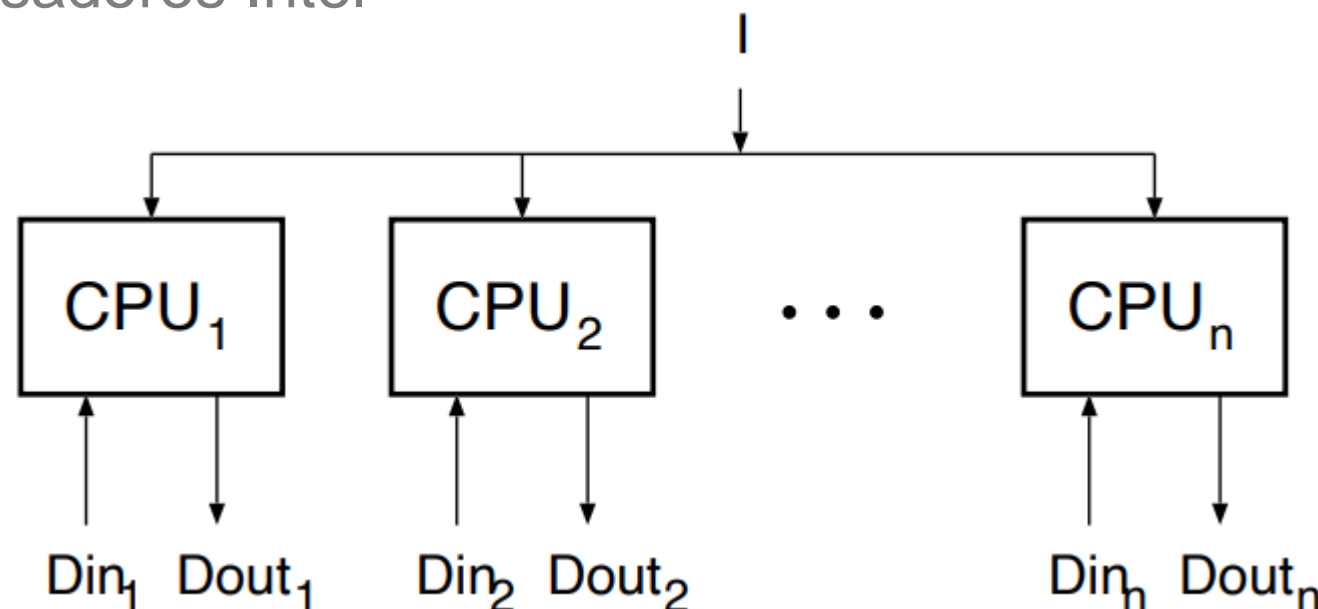 I
CPU1 CPU2 • • • CPUn
Din1 Dout1 Din2 Dout2 Dinn Doutn